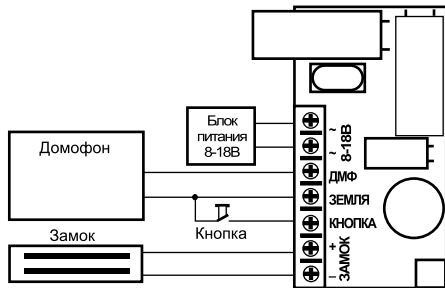 Блок
питания
8-18В
Домофон
Замок
Кнопка
~
~
8-18В
ДМФ
ЗЕМЛЯ
КНОПКА
+
–
ЗАМОК